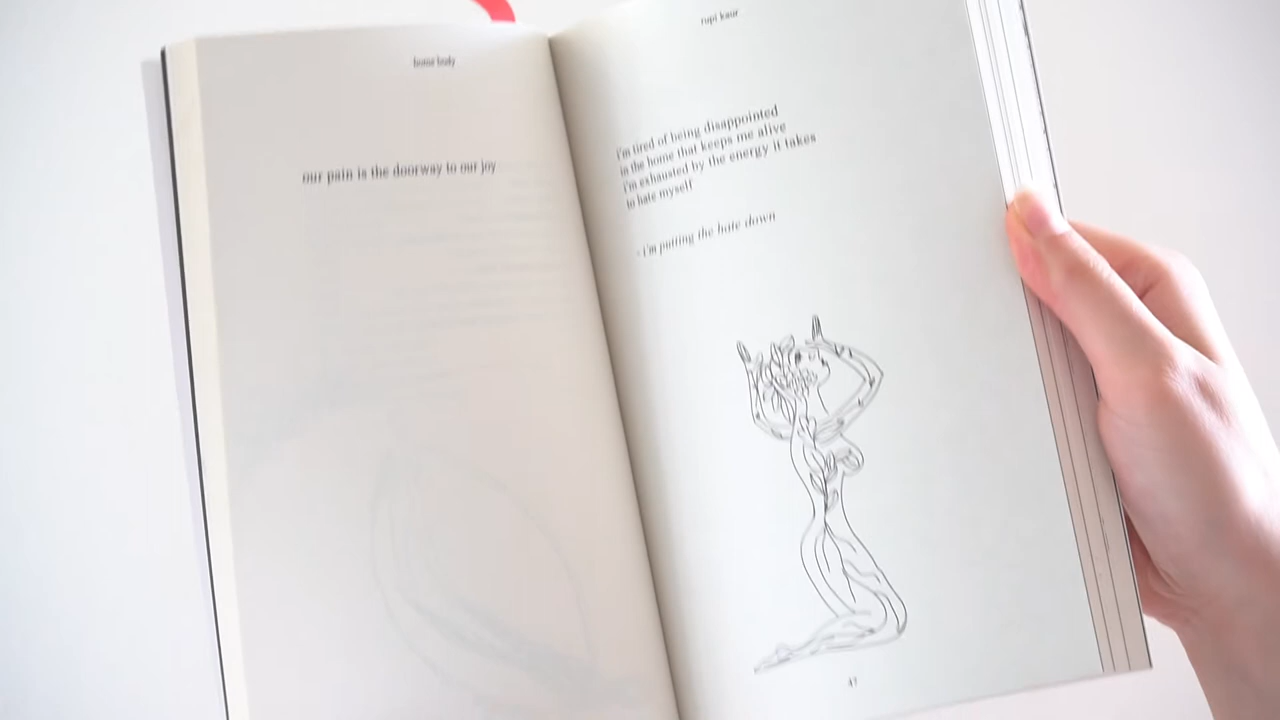 home body
our pain is the doorway to our joy
rupi kaur
i'm tired of being disappointed
in the home that keeps me alive
i'm exhausted by the energy it takes
to hate myself
- i'm putting the hate down
47